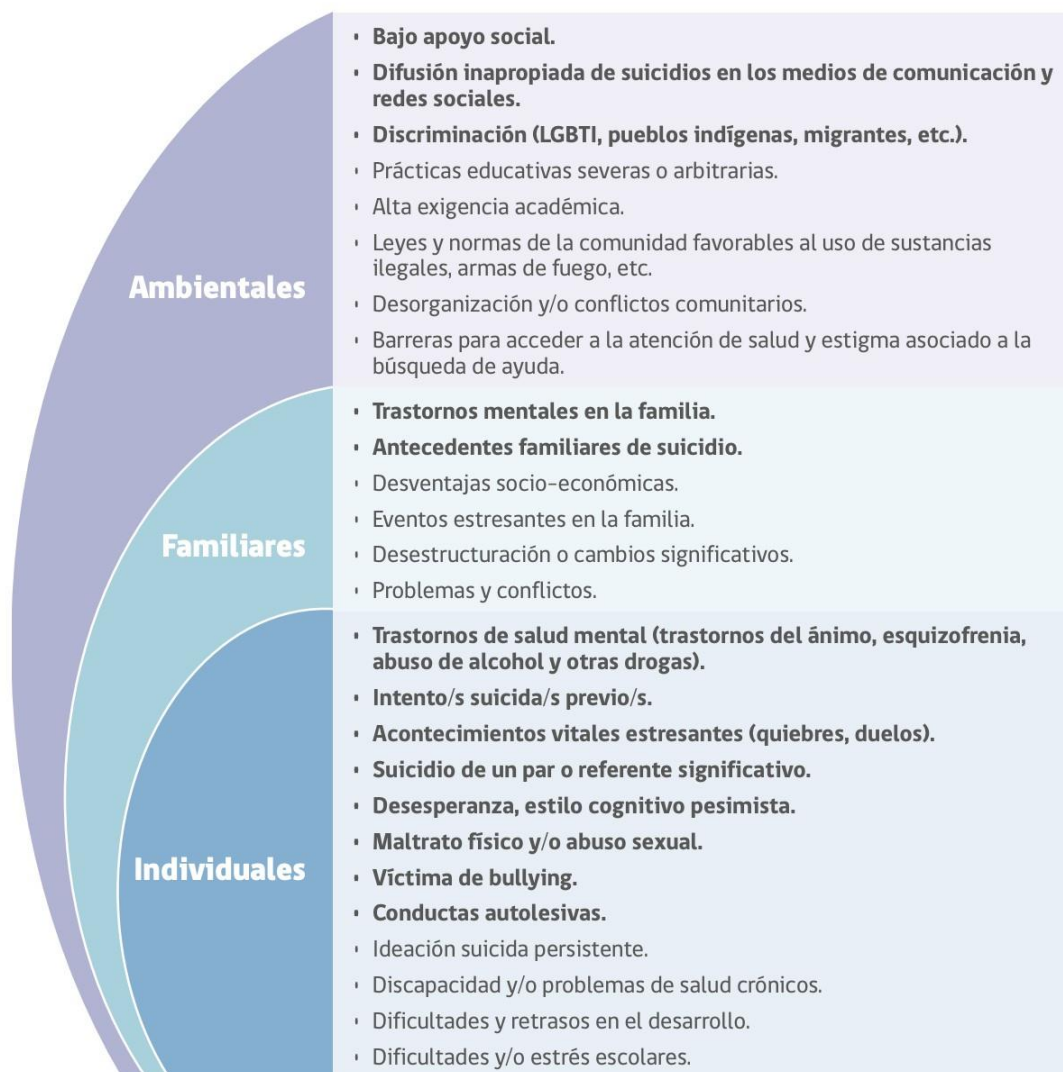 Ambientales
· Bajo apoyo social.
· Difusión inapropiada de suicidios en los medios de comunicación y
redes sociales.
· Discriminación (LGBTI, pueblos indígenas, migrantes, etc.).
· Prácticas educativas severas o arbitrarias.
· Alta exigencia académica.
· Leyes y normas de la comunidad favorables al uso de sustancias
ilegales, armas de fuego, etc.
· Desorganización y/o conflictos comunitarios.
· Barreras para acceder a la atención de salud y estigma asociado a la
búsqueda de ayuda.
Familiares
· Trastornos mentales en la familia.
· Antecedentes familiares de suicidio.
· Desventajas socio-económicas.
· Eventos estresantes en la familia.
· Desestructuración o cambios significativos.
· Problemas y conflictos.
Individuales
· Trastornos de salud mental (trastornos del ánimo, esquizofrenia,
abuso de alcohol y otras drogas).
· Intento/s suicida/s previo/s.
· Acontecimientos vitales estresantes (quiebres, duelos).
· Suicidio de un par o referente significativo.
· Desesperanza, estilo cognitivo pesimista.
· Maltrato físico y/o abuso sexual.
· Víctima de bullying.
· Conductas autolesivas.
· Ideación suicida persistente.
· Discapacidad y/o problemas de salud crónicos.
· Dificultades y retrasos en el desarrollo.
· Dificultades y/o estrés escolares.